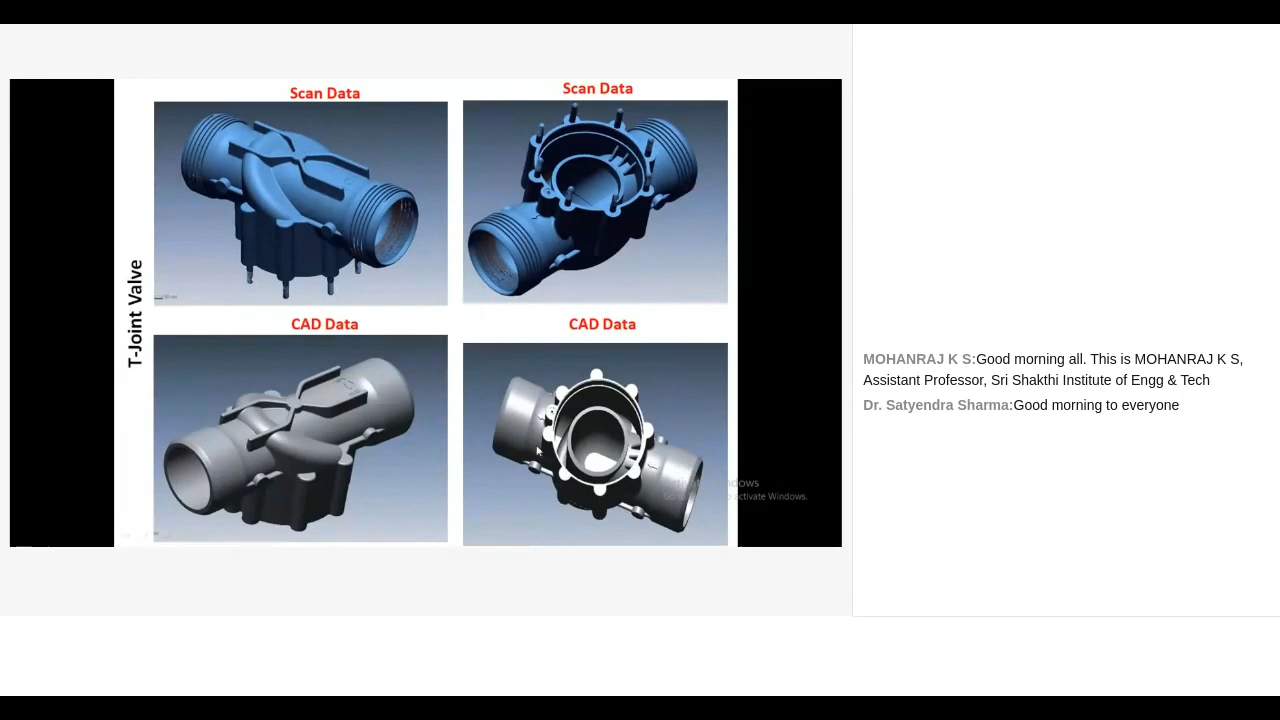 Scan Data
Scan Data
T-Joint Valve
CAD Data
CAD Data
MOHANRAJ K S:Good morning all. This is MOHANRAJ K S,
Assistant Professor, Sri Shakthi Institute of Engg & Tech
Dr. Satyendra Sharma:Good morning to everyone